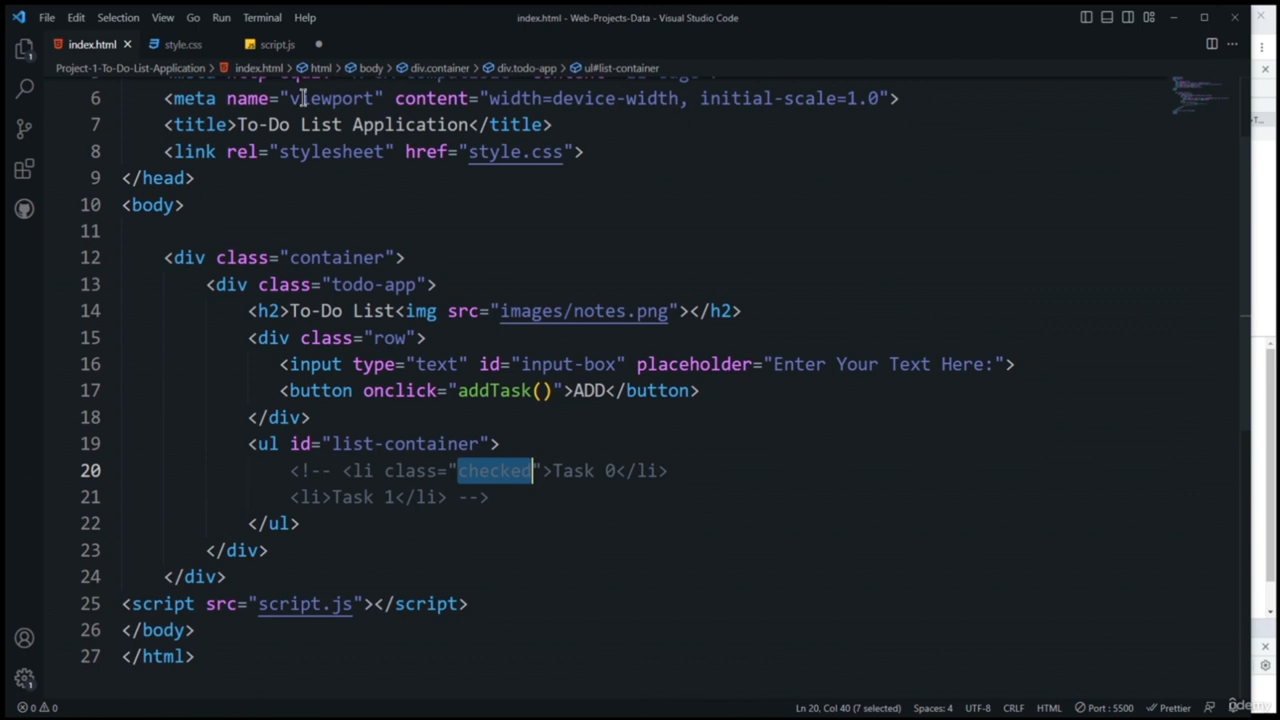 File Edit Selection View Go Run Terminal Help index.html - Web-Projects-Data - Visual Studio Code
index.html style.css script.js
Project-1-To-Do-List-Application > index.html > html > body > div.container > div.todo-app > ul#list-container
6 <meta name="viewport" content="width=device-width, initial-scale=1.0">
7 <title>To-Do List Application</title>
8 <link rel="stylesheet" href="style.css">
9 </head>
10 <body>
11
12 <div class="container">
13 <div class="todo-app">
14 <h2>To-Do List<img src="images/notes.png"></h2>
15 <div class="row">
16 <input type="text" id="input-box" placeholder="Enter Your Text Here:">
17 <button onclick="addTask()">ADD</button>
18 </div>
19 <ul id="list-container">
20 <!-- <li class="checked">Task 0</li>
21 <li>Task 1</li> -->
22 </ul>
23 </div>
24 </div>
25 <script src="script.js"></script>
26 </body>
27 </html>
0 0 Ln 20, Col 40 (7 selected) Spaces: 4 UTF-8 CRLF HTML Port : 5500 Prettier
udemy